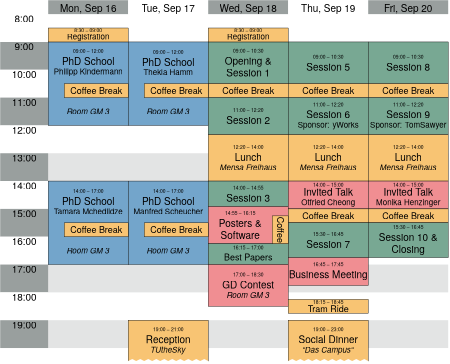 Mon, Sep 16
Tue, Sep 17
Wed, Sep 18
Thu, Sep 19
Fri, Sep 20
8:00
8:30 – 09:00
Registration
8:30 – 09:00
Registration
9:00
09:00 – 12:00
PhD School
Philipp Kindermann
09:00 – 12:00
PhD School
Thekla Hamm
09:00 – 10:30
Opening &
Session 1
09:00 – 10:30
Session 5
09:00 – 10:30
Session 8
10:00
Coffee Break
Coffee Break
Coffee Break
Coffee Break
Coffee Break
11:00
Room GM 3
Room GM 3
11:00 – 12:20
Session 2
11:00 – 12:20
Session 6
Sponsor: yWorks
11:00 – 12:20
Session 9
Sponsor: TomSawyer
12:00
12:20 – 14:00
Lunch
Mensa Freihaus
12:20 – 14:00
Lunch
Mensa Freihaus
12:20 – 14:00
Lunch
Mensa Freihaus
13:00
14:00
14:00 – 17:00
PhD School
Tamara Mchedlidze
14:00 – 17:00
PhD School
Manfred Scheucher
14:00 – 14:55
Session 3
14:00 – 15:00
Invited Talk
Otfried Cheong
14:00 – 15:00
Invited Talk
Monika Henzinger
15:00
Coffee Break
Coffee Break
14:55 – 16:15
Posters &
Software
Coffee
Coffee Break
Coffee Break
16:00
Room GM 3
Room GM 3
16:15 – 17:00
Best Papers
15:30 – 16:45
Session 7
15:30 – 16:45
Session 10 &
Closing
17:00
17:00 – 18:30
GD Contest
Room GM 3
16:45 – 17:45
Business Meeting
18:00
18:15 – 18:45
Tram Ride
19:00
19:00 – 21:00
Reception
TUtheSky
19:00 – 23:00
Social Dinner
"Das Campus"